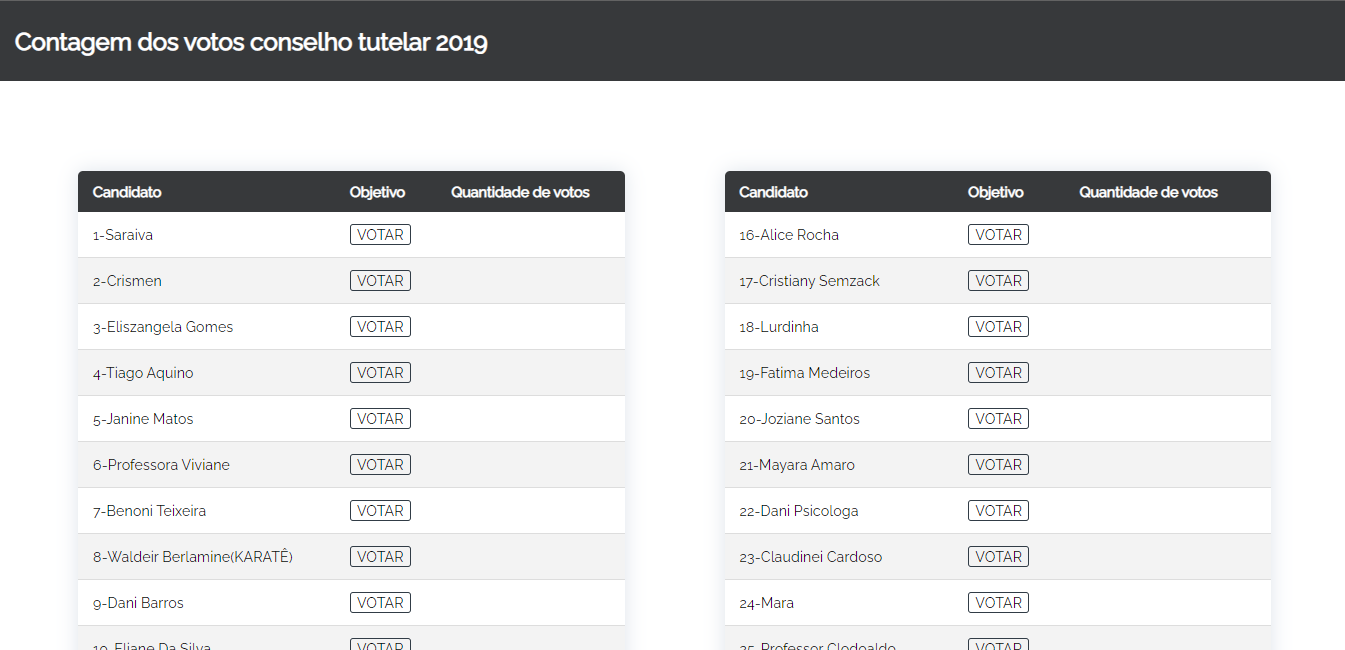 Contagem dos votos conselho tutelar 2019
Candidato Objetivo Quantidade de votos
1-Saraiva VOTAR
2-Crismen VOTAR
3-Eliszangela Gomes VOTAR
4-Tiago Aquino VOTAR
5-Janine Matos VOTAR
6-Professora Viviane VOTAR
7-Benoni Teixeira VOTAR
8-Waldeir Berlamine(KARATÊ) VOTAR
9-Dani Barros VOTAR
10-Eliane Da Silva VOTAR
Candidato Objetivo Quantidade de votos
16-Alice Rocha VOTAR
17-Cristiany Semzack VOTAR
18-Lurdinha VOTAR
19-Fatima Medeiros VOTAR
20-Joziane Santos VOTAR
21-Mayara Amaro VOTAR
22-Dani Psicologa VOTAR
23-Claudinei Cardoso VOTAR
24-Mara VOTAR
25-Professor Clodoaldo VOTAR